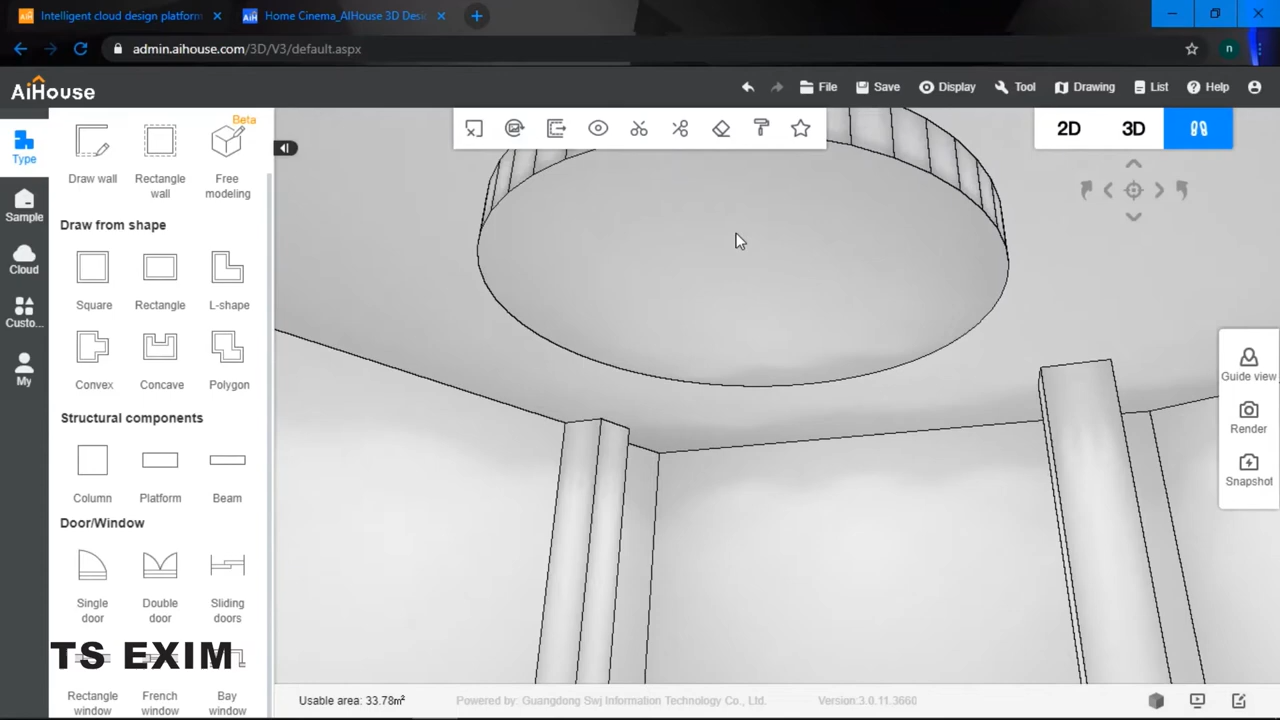 Intelligent cloud design platform
Home Cinema_AIHouse 3D Desi
admin.aihouse.com/3D/V3/default.aspx
n
AiHouse
File
Save
Display
Tool
Drawing
List
Help
Type
Sample
Cloud
Custo...
My
Beta
Draw wall
Rectangle wall
Free modeling
Draw from shape
Square
Rectangle
L-shape
Convex
Concave
Polygon
Structural components
Column
Platform
Beam
Door/Window
Single door
Double door
Sliding doors
TS EXIM
Rectangle window
French window
Bay window
2D
3D
Guide view
Render
Snapshot
Usable area: 33.78m²
Powered by: Guangdong Swj Information Technology Co., Ltd.
Version:3.0.11.3660